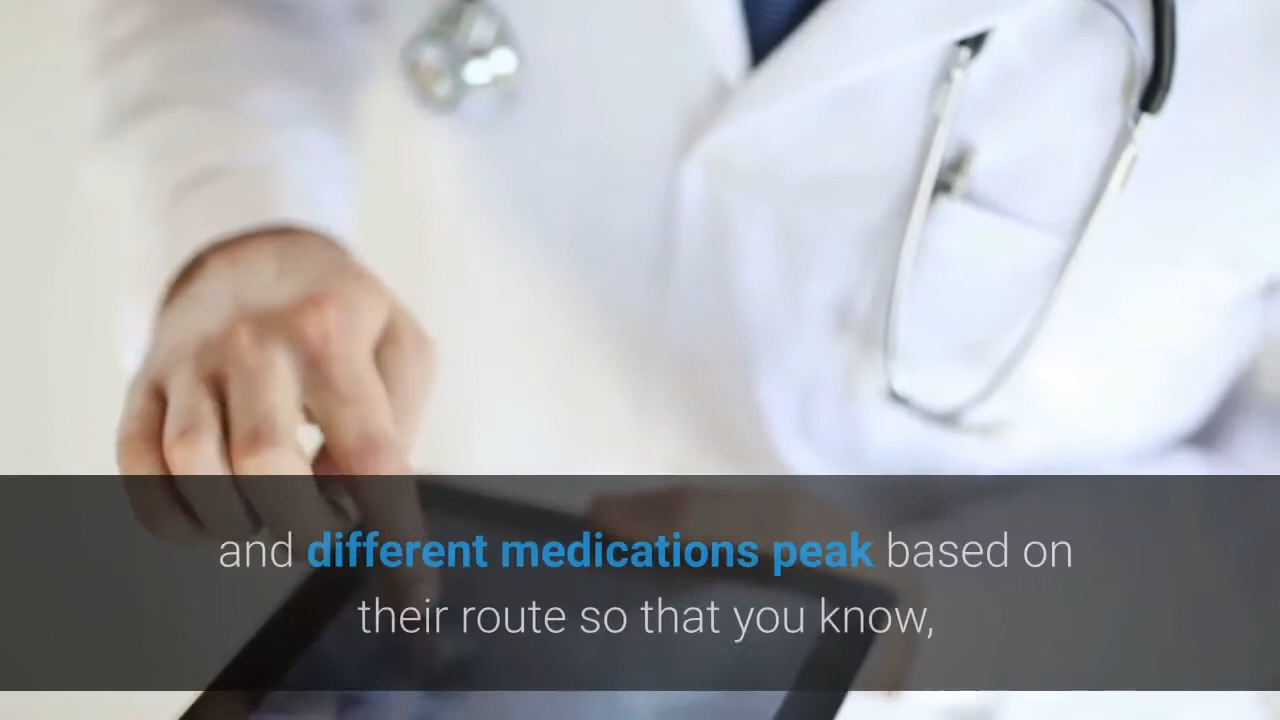 and different medications peak based on
their route so that you know,